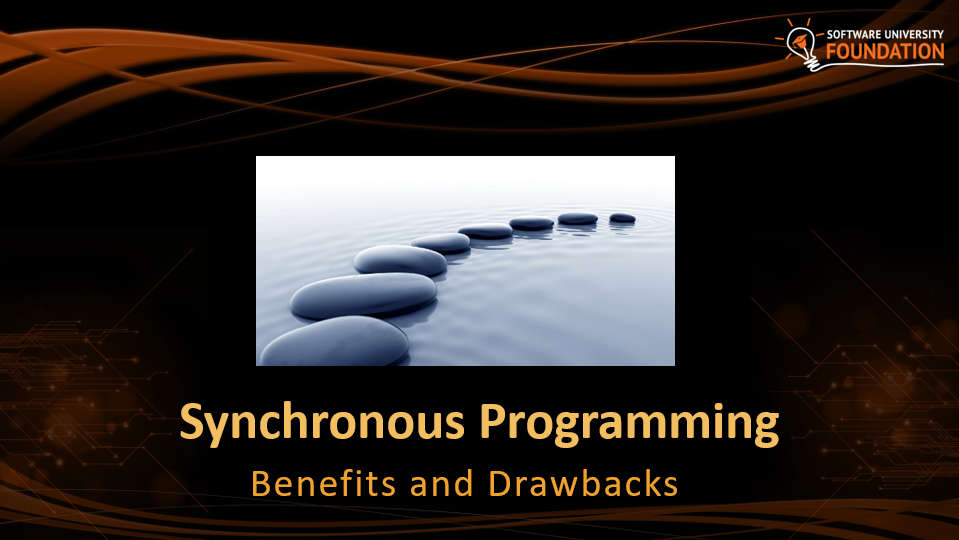 SOFTWARE UNIVERSITY
FOUNDATION
Synchronous Programming
Benefits and Drawbacks